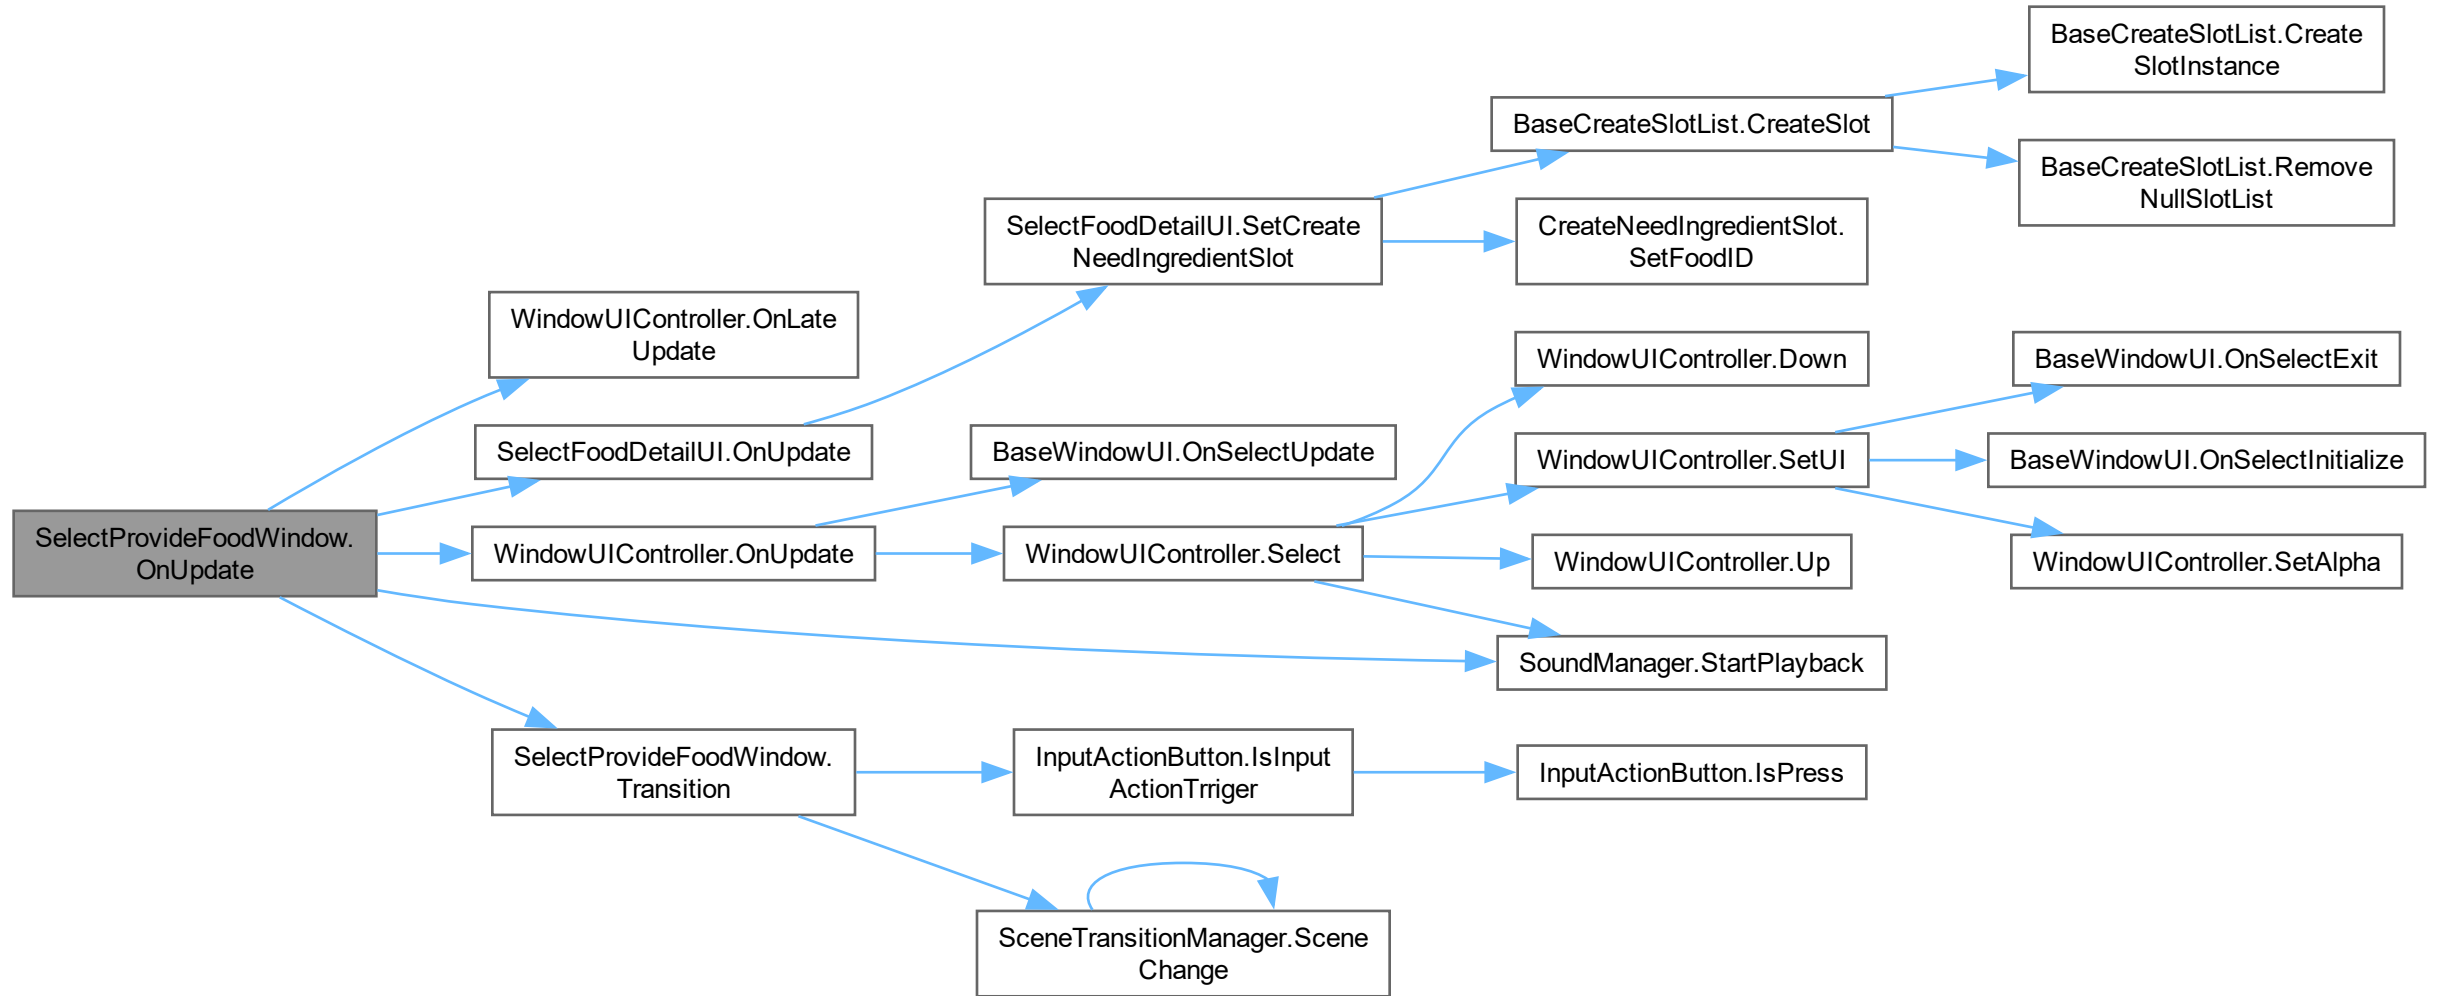 BaseCreateSlotList.Create
SlotInstance
BaseCreateSlotList.CreateSlot
BaseCreateSlotList.Remove
NullSlotList
SelectFoodDetailUI.SetCreate
NeedIngredientSlot
CreateNeedIngredientSlot.
SetFoodID
WindowUIController.OnLate
Update
WindowUIController.Down
BaseWindowUI.OnSelectExit
SelectFoodDetailUI.OnUpdate
BaseWindowUI.OnSelectUpdate
WindowUIController.SetUI
BaseWindowUI.OnSelectInitialize
SelectProvideFoodWindow.
OnUpdate
WindowUIController.OnUpdate
WindowUIController.Select
WindowUIController.Up
WindowUIController.SetAlpha
SoundManager.StartPlayback
SelectProvideFoodWindow.
Transition
InputActionButton.IsInput
ActionTrriger
InputActionButton.IsPress
SceneTransitionManager.Scene
Change